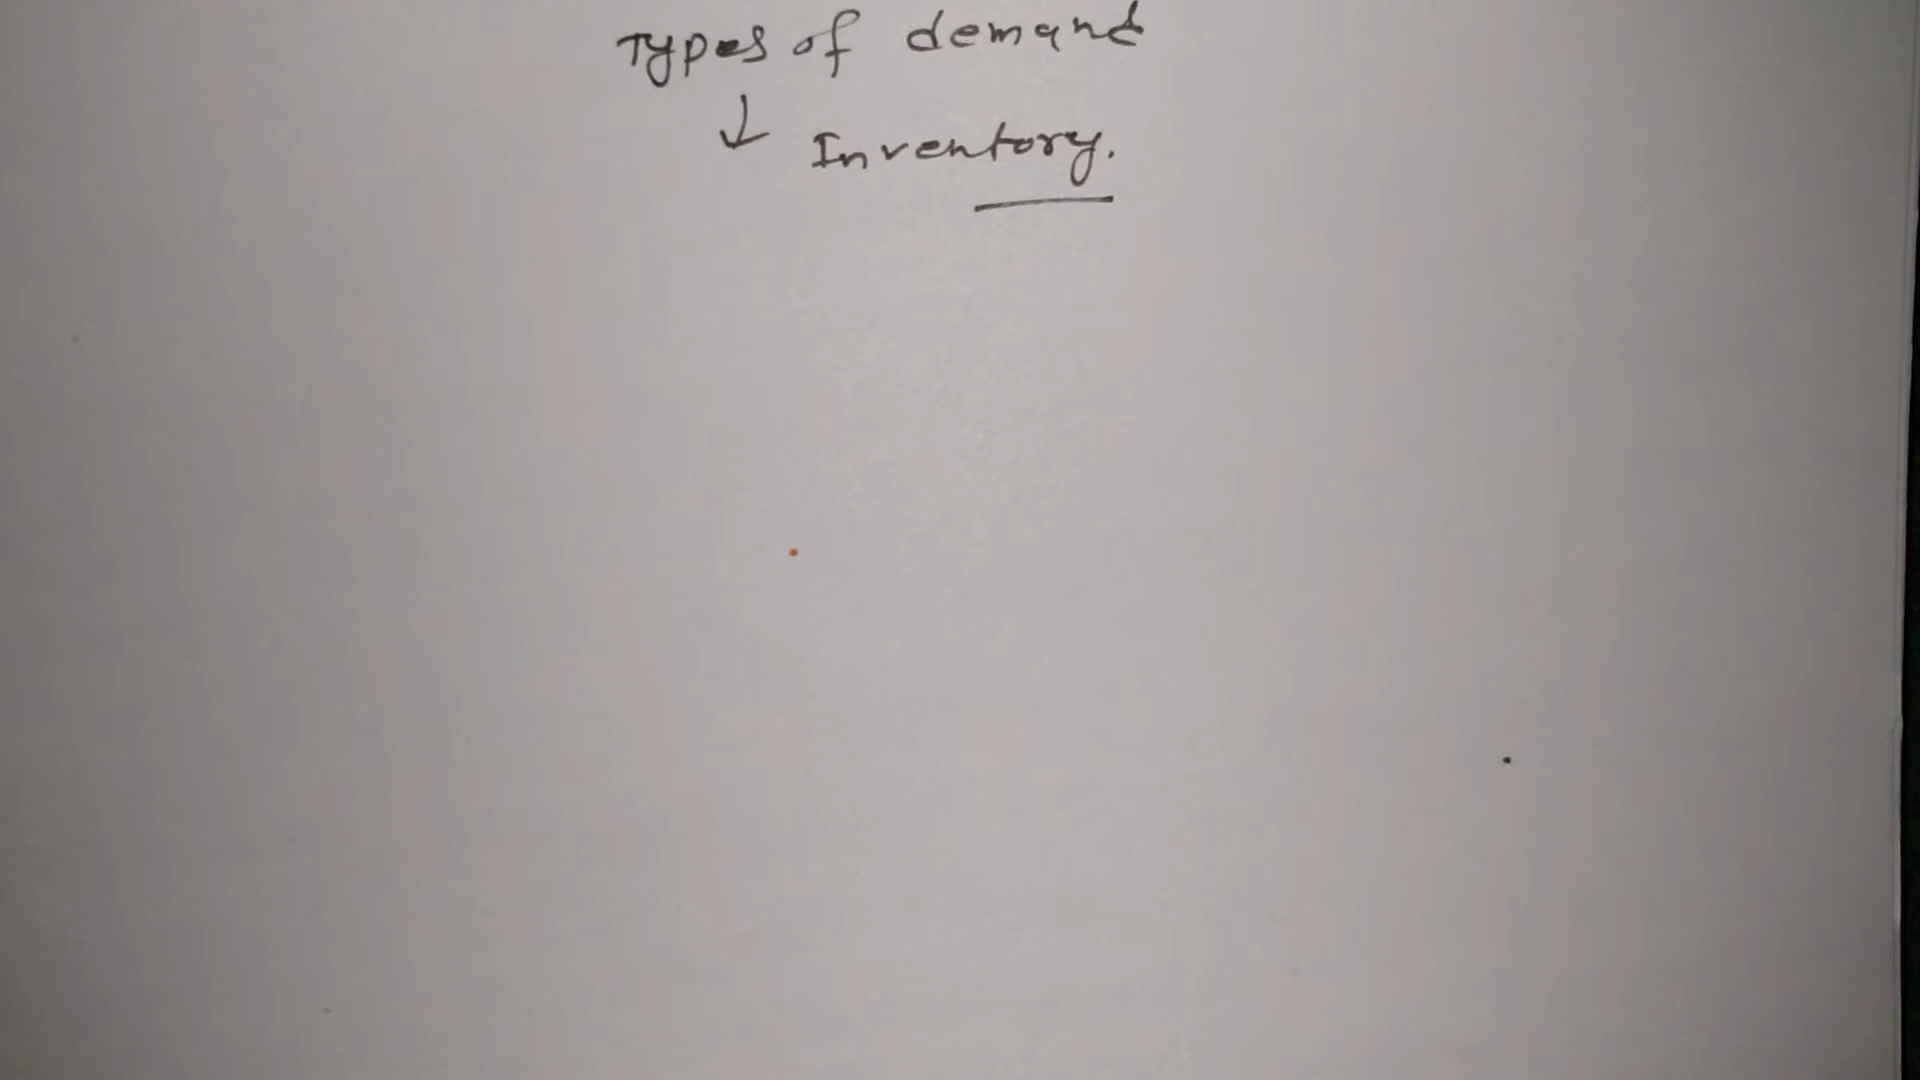 Types of demand
↓ Inventory.